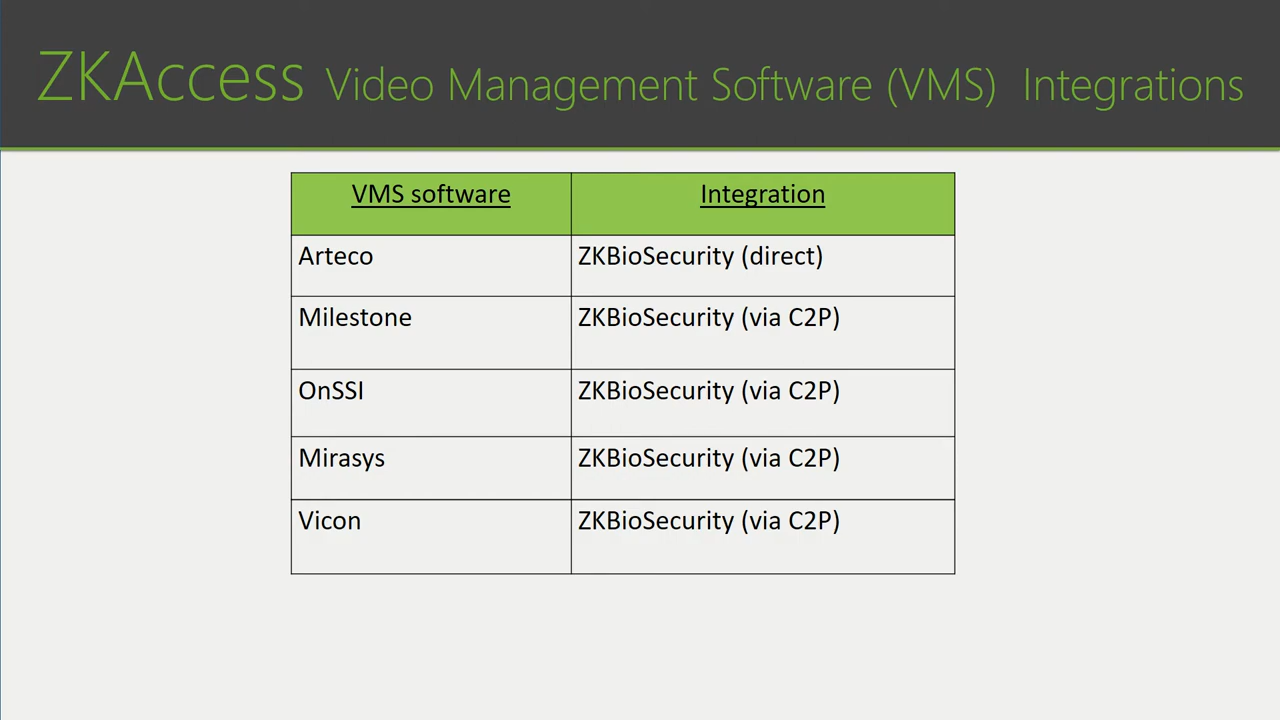 ZKAccess Video Management Software (VMS) Integrations
VMS software Integration
Arteco ZKBioSecurity (direct)
Milestone ZKBioSecurity (via C2P)
OnSSI ZKBioSecurity (via C2P)
Mirasys ZKBioSecurity (via C2P)
Vicon ZKBioSecurity (via C2P)